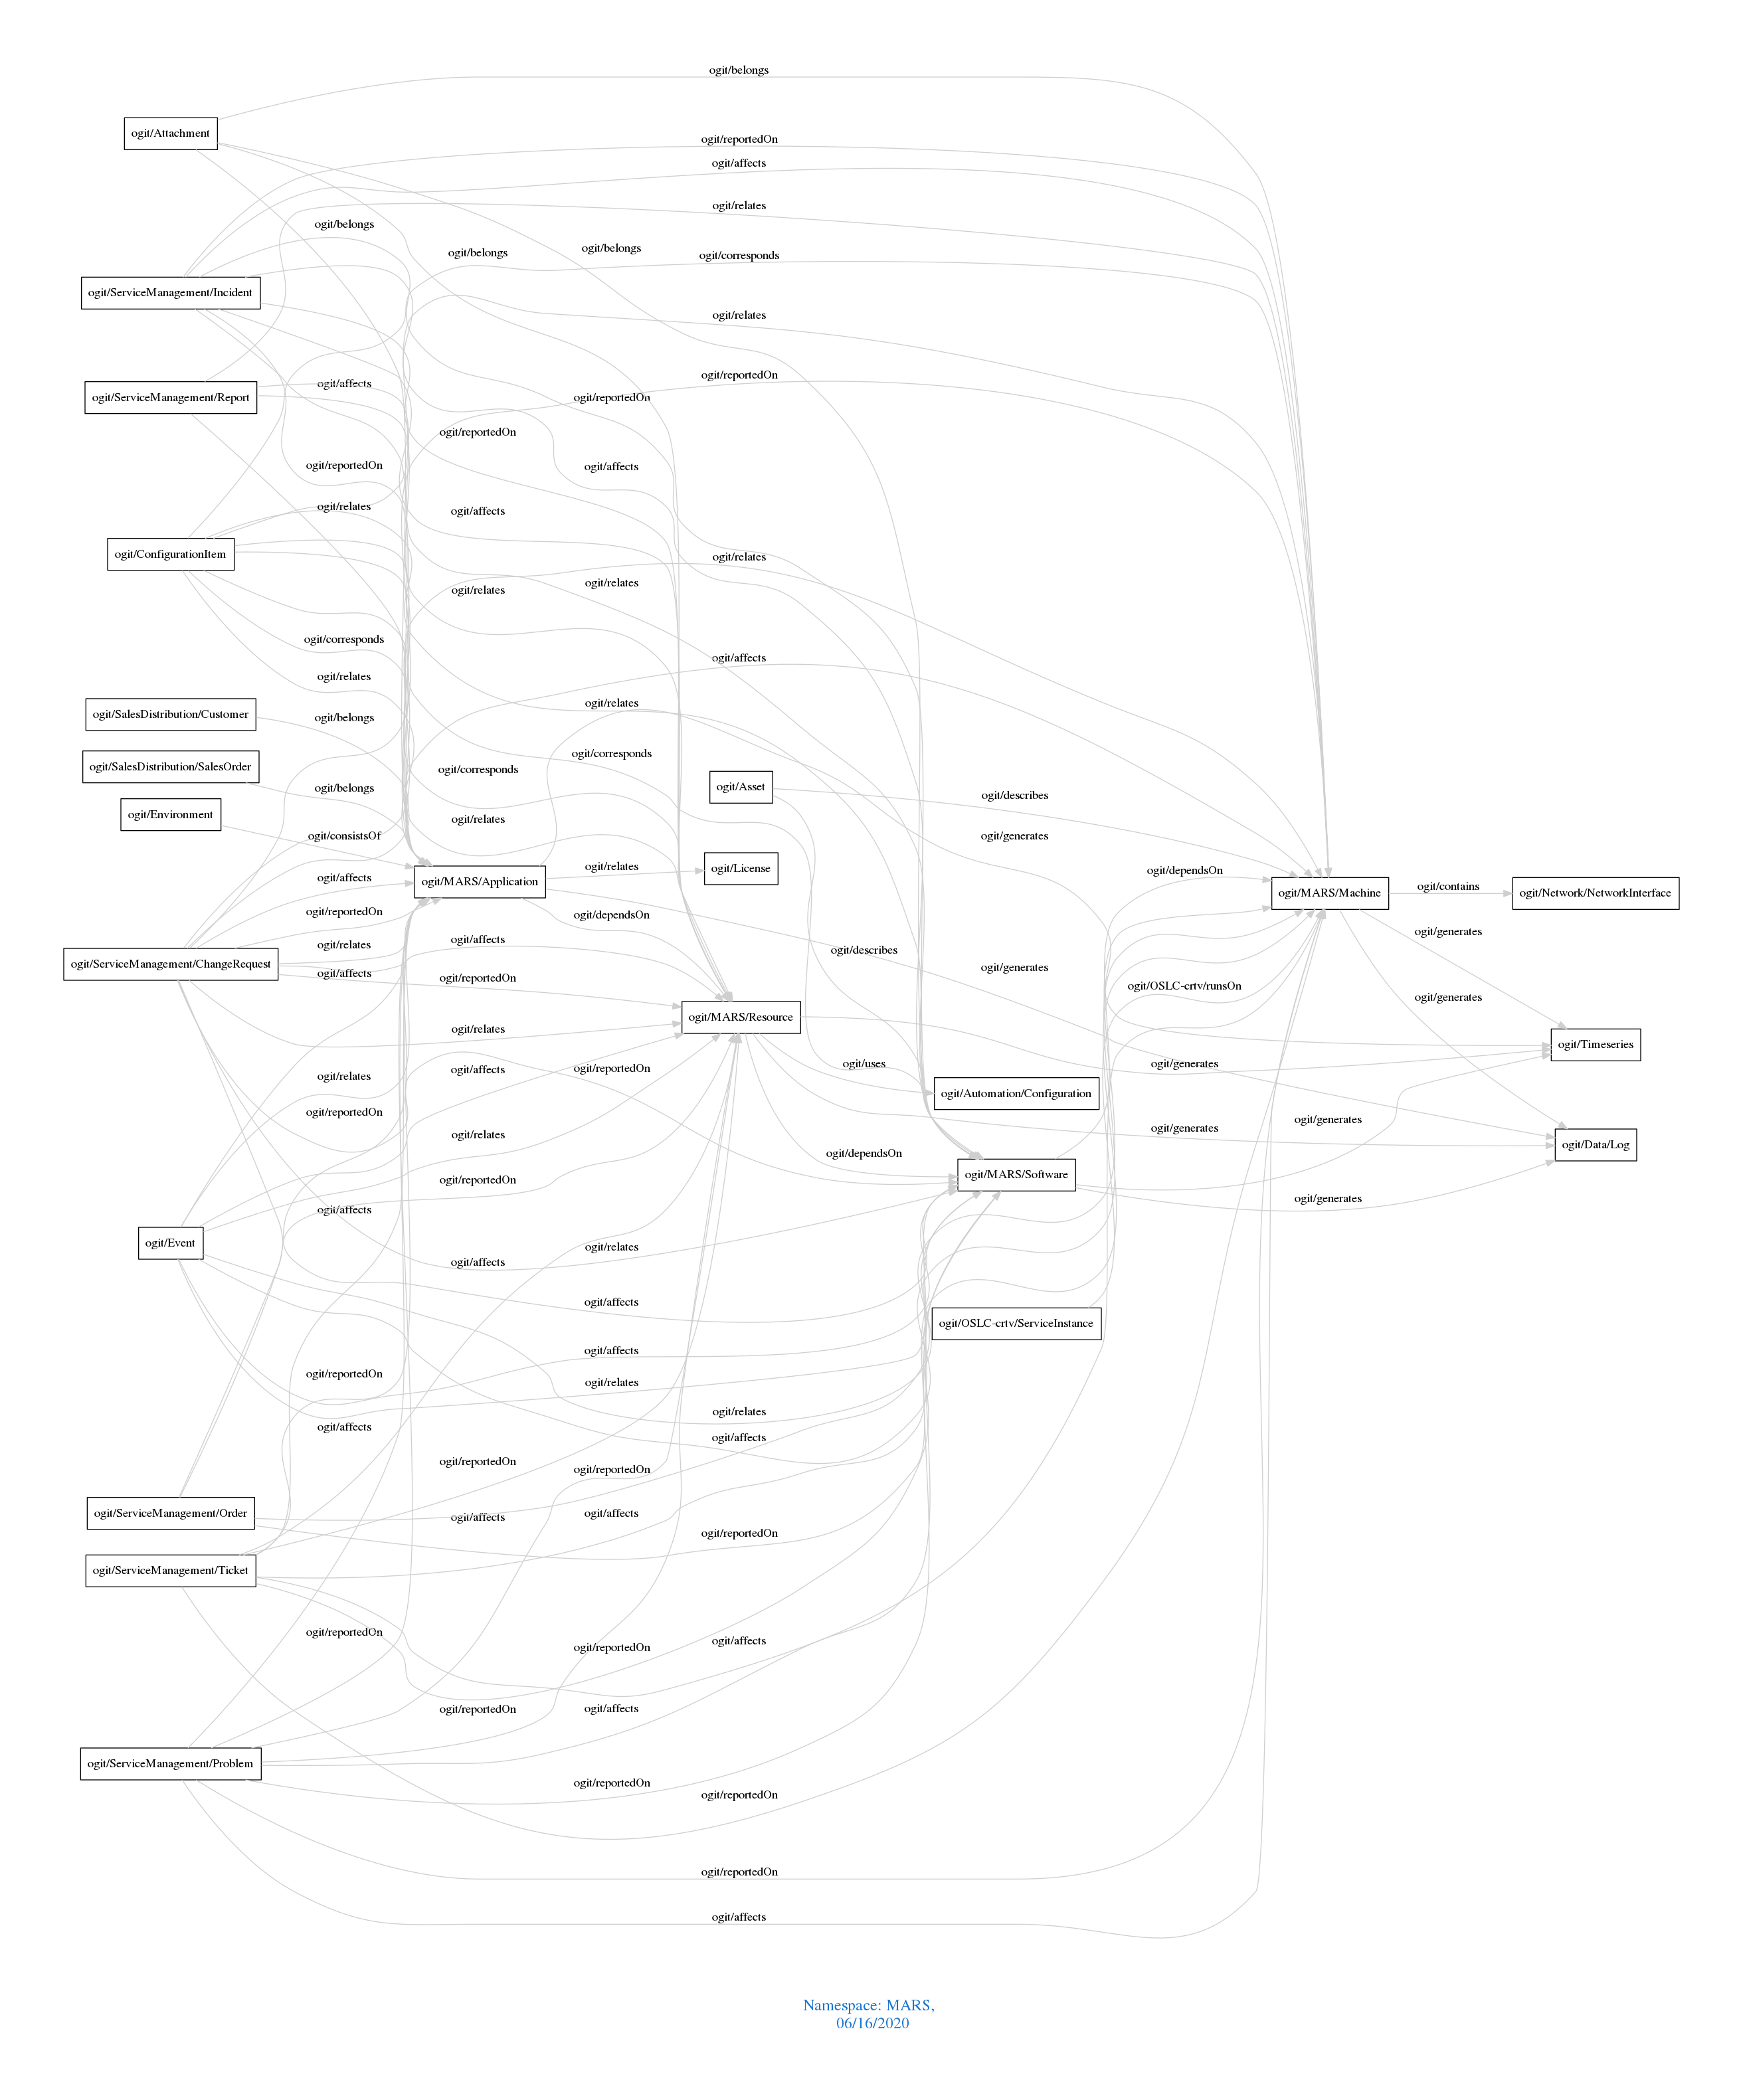 ogit/belongs
ogit/Attachment
ogit/reportedOn
ogit/affects
ogit/relates
ogit/belongs
ogit/belongs
ogit/belongs
ogit/corresponds
ogit/ServiceManagement/Incident
ogit/relates
ogit/reportedOn
ogit/affects
ogit/ServiceManagement/Report
ogit/reportedOn
ogit/reportedOn
ogit/reportedOn
ogit/affects
ogit/relates
ogit/affects
ogit/ConfigurationItem
ogit/relates
ogit/relates
ogit/relates
ogit/corresponds
ogit/affects
ogit/relates
ogit/relates
ogit/SalesDistribution/Customer
ogit/belongs
ogit/corresponds
ogit/SalesDistribution/SalesOrder
ogit/corresponds
ogit/belongs
ogit/Asset
ogit/describes
ogit/Environment
ogit/relates
ogit/consistsOf
ogit/generates
ogit/relates
ogit/License
ogit/dependsOn
ogit/affects
ogit/MARS/Application
ogit/MARS/Machine
ogit/contains
ogit/Network/NetworkInterface
ogit/reportedOn
ogit/dependsOn
ogit/generates
ogit/relates
ogit/affects
ogit/describes
ogit/ServiceManagement/ChangeRequest
ogit/affects
ogit/generates
ogit/reportedOn
ogit/OSLC-crtv/runsOn
ogit/generates
ogit/MARS/Resource
ogit/relates
ogit/Timeseries
ogit/uses
ogit/generates
ogit/reportedOn
ogit/affects
ogit/relates
ogit/Automation/Configuration
ogit/reportedOn
ogit/generates
ogit/generates
ogit/relates
ogit/Data/Log
ogit/dependsOn
ogit/MARS/Software
ogit/reportedOn
ogit/generates
ogit/affects
ogit/Event
ogit/relates
ogit/affects
ogit/affects
ogit/OSLC-crtv/ServiceInstance
ogit/affects
ogit/reportedOn
ogit/relates
ogit/relates
ogit/affects
ogit/affects
ogit/reportedOn
ogit/reportedOn
ogit/ServiceManagement/Order
ogit/affects
ogit/affects
ogit/reportedOn
ogit/ServiceManagement/Ticket
ogit/reportedOn
ogit/affects
ogit/reportedOn
ogit/reportedOn
ogit/affects
ogit/ServiceManagement/Problem
ogit/reportedOn
ogit/reportedOn
ogit/reportedOn
ogit/affects
Namespace: MARS,
06/16/2020